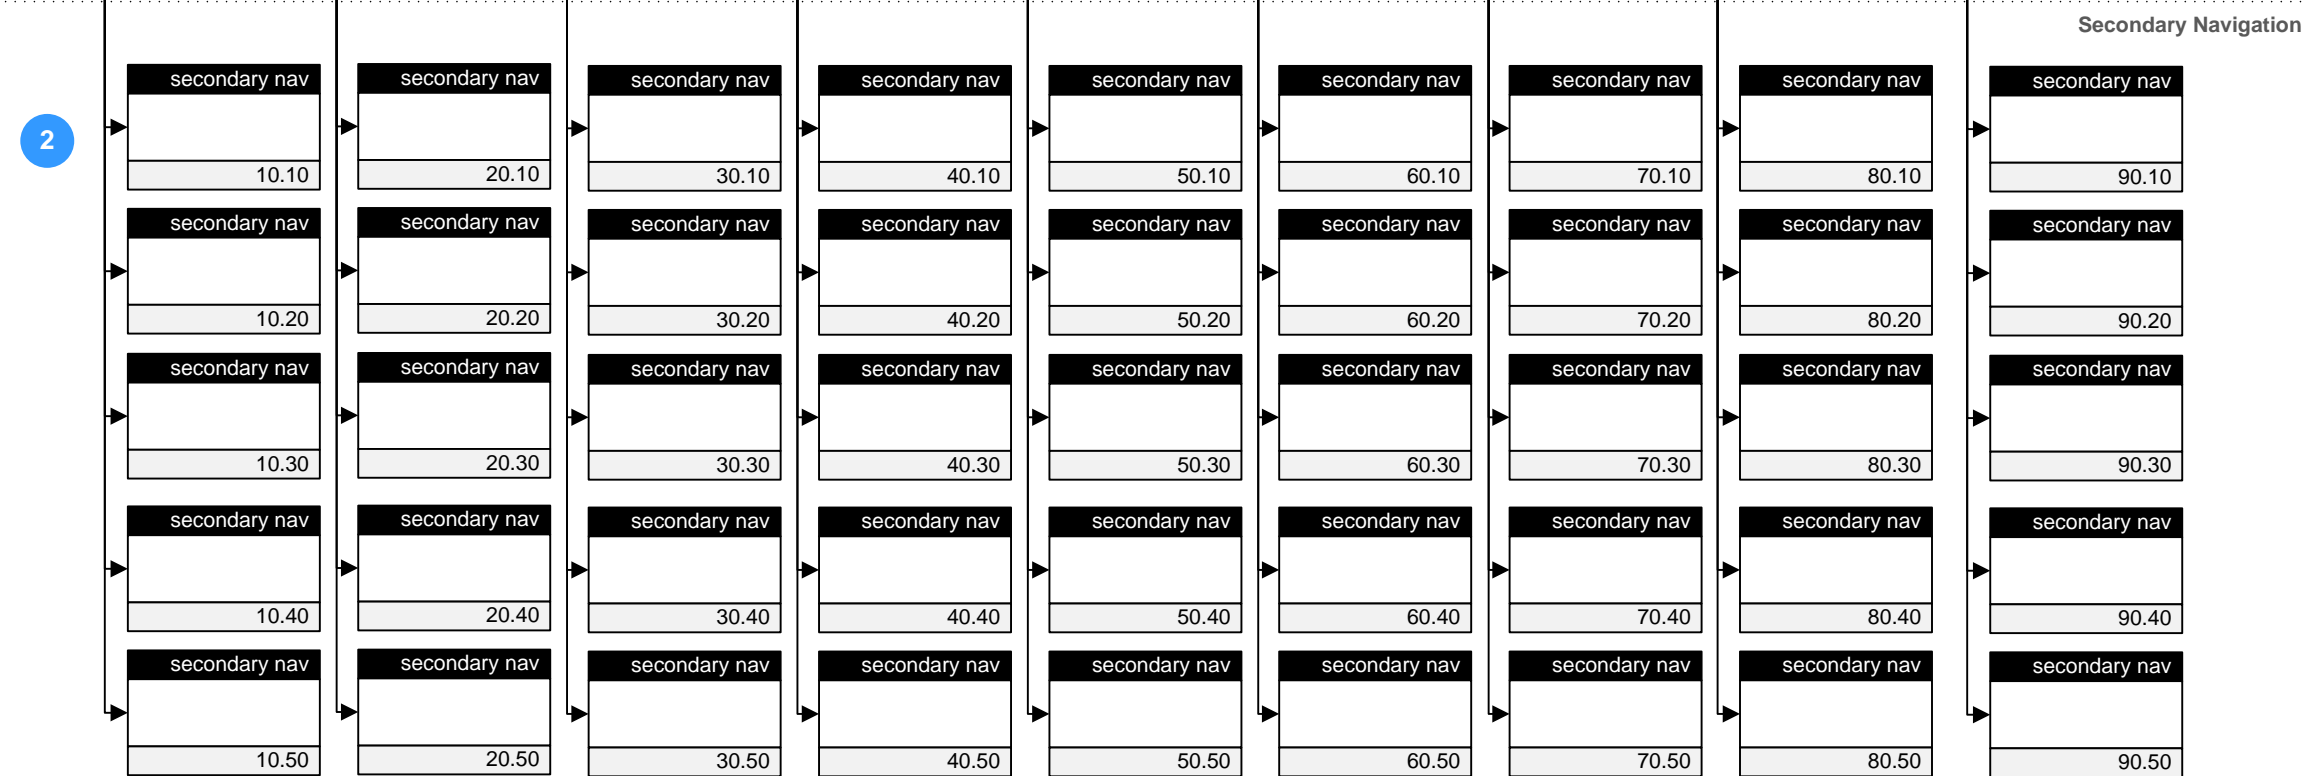 Secondary Navigation
secondary nav secondary nav secondary nav secondary nav secondary nav secondary nav secondary nav secondary nav secondary nav
2
10.10 20.10 30.10 40.10 50.10 60.10 70.10 80.10 90.10
secondary nav secondary nav secondary nav secondary nav secondary nav secondary nav secondary nav secondary nav secondary nav
10.20 20.20 30.20 40.20 50.20 60.20 70.20 80.20 90.20
secondary nav secondary nav secondary nav secondary nav secondary nav secondary nav secondary nav secondary nav secondary nav
10.30 20.30 30.30 40.30 50.30 60.30 70.30 80.30 90.30
secondary nav secondary nav secondary nav secondary nav secondary nav secondary nav secondary nav secondary nav secondary nav
10.40 20.40 30.40 40.40 50.40 60.40 70.40 80.40 90.40
secondary nav secondary nav secondary nav secondary nav secondary nav secondary nav secondary nav secondary nav secondary nav
10.50 20.50 30.50 40.50 50.50 60.50 70.50 80.50 90.50